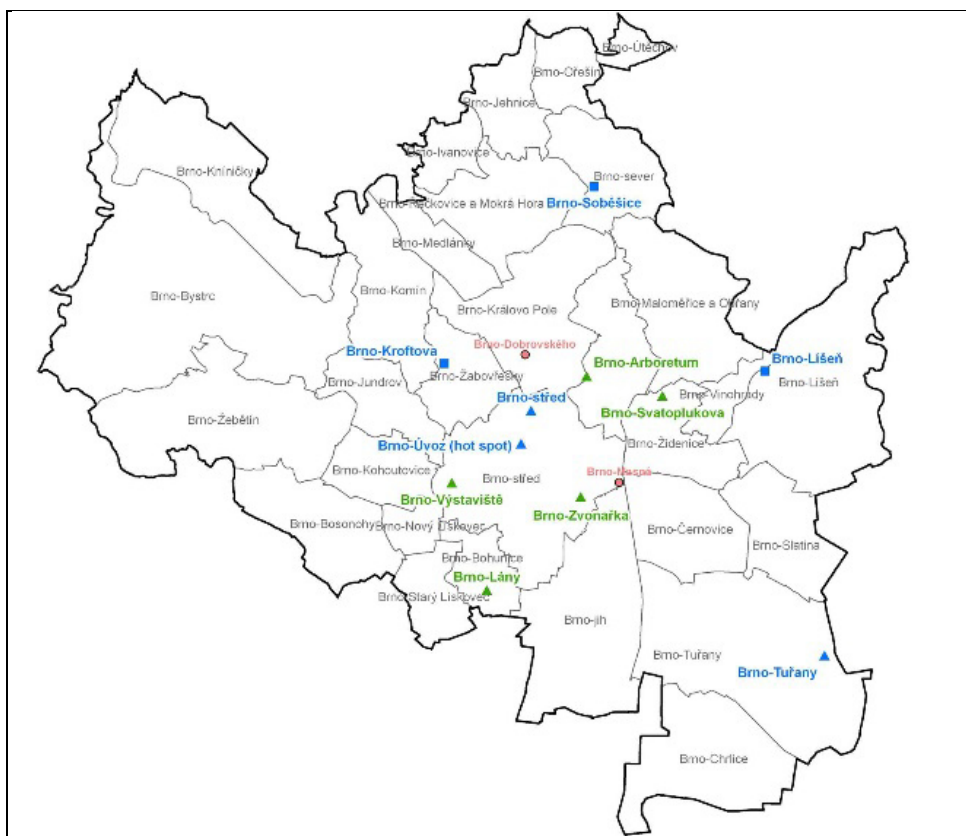 Brno-Útěchov
Brno-Ořešín
Brno-Jehnice
Brno-Ivanovice
Brno-Kníničky
Brno-sever
Brno-Soběšice
Brno-Řečkovice a Mokrá Hora
Brno-Medlánky
Brno-Komín
Brno-Bystrc
Brno-Královo Pole
Brno-Maloměřice a Obřany
Brno-Dobrovského
Brno-Kroftova
Brno-Žabovřesky
Brno-Arboretum
Brno-Líšeň
Brno-Líšeň
Brno-Jundrov
Brno-Vinohrady
Brno-střed
Brno-Svatoplukova
Brno-Žebětín
Brno-Úvoz (hot spot)
Brno-Židenice
Brno-Kohoutovice
Brno-střed
Brno-Masná
Brno-Výstaviště
Brno-Zvonařka
Brno-Bosonohy
Brno-Nový Lískovec
Brno-Černovice
Brno-Slatina
Brno-Bohunice
Brno-Lány
Brno-Starý Lískovec
Brno-jih
Brno-Tuřany
Brno-Tuřany
Brno-Chrlice